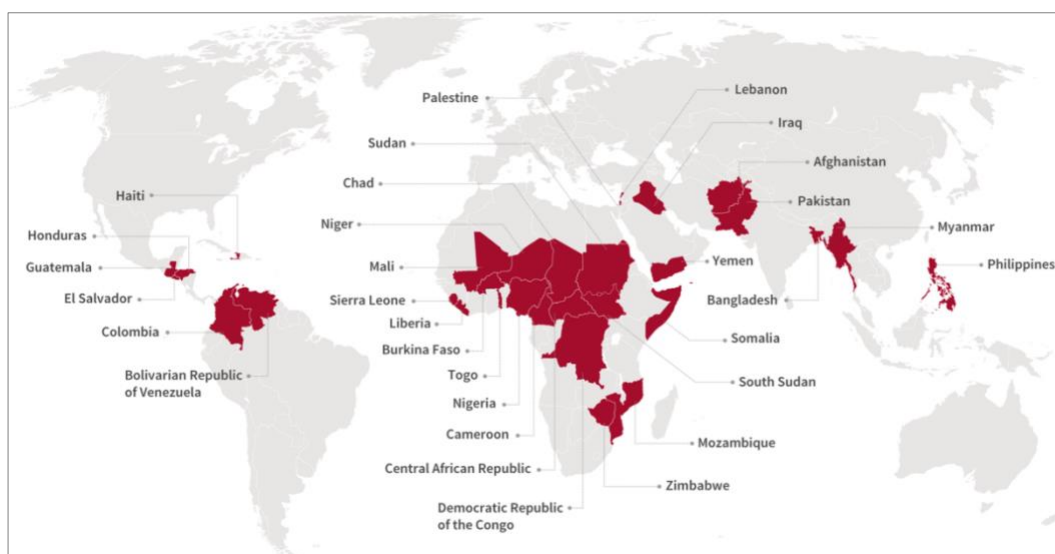 Palestine
Lebanon
Sudan
Iraq
Chad
Afghanistan
Haiti
Pakistan
Niger
Honduras
Myanmar
Guatemala
Mali
Yemen
Philippines
El Salvador
Sierra Leone
Bangladesh
Liberia
Colombia
Somalia
Burkina Faso
Bolivarian Republic
of Venezuela
Togo
South Sudan
Nigeria
Cameroon
Mozambique
Central African Republic
Zimbabwe
Democratic Republic
of the Congo